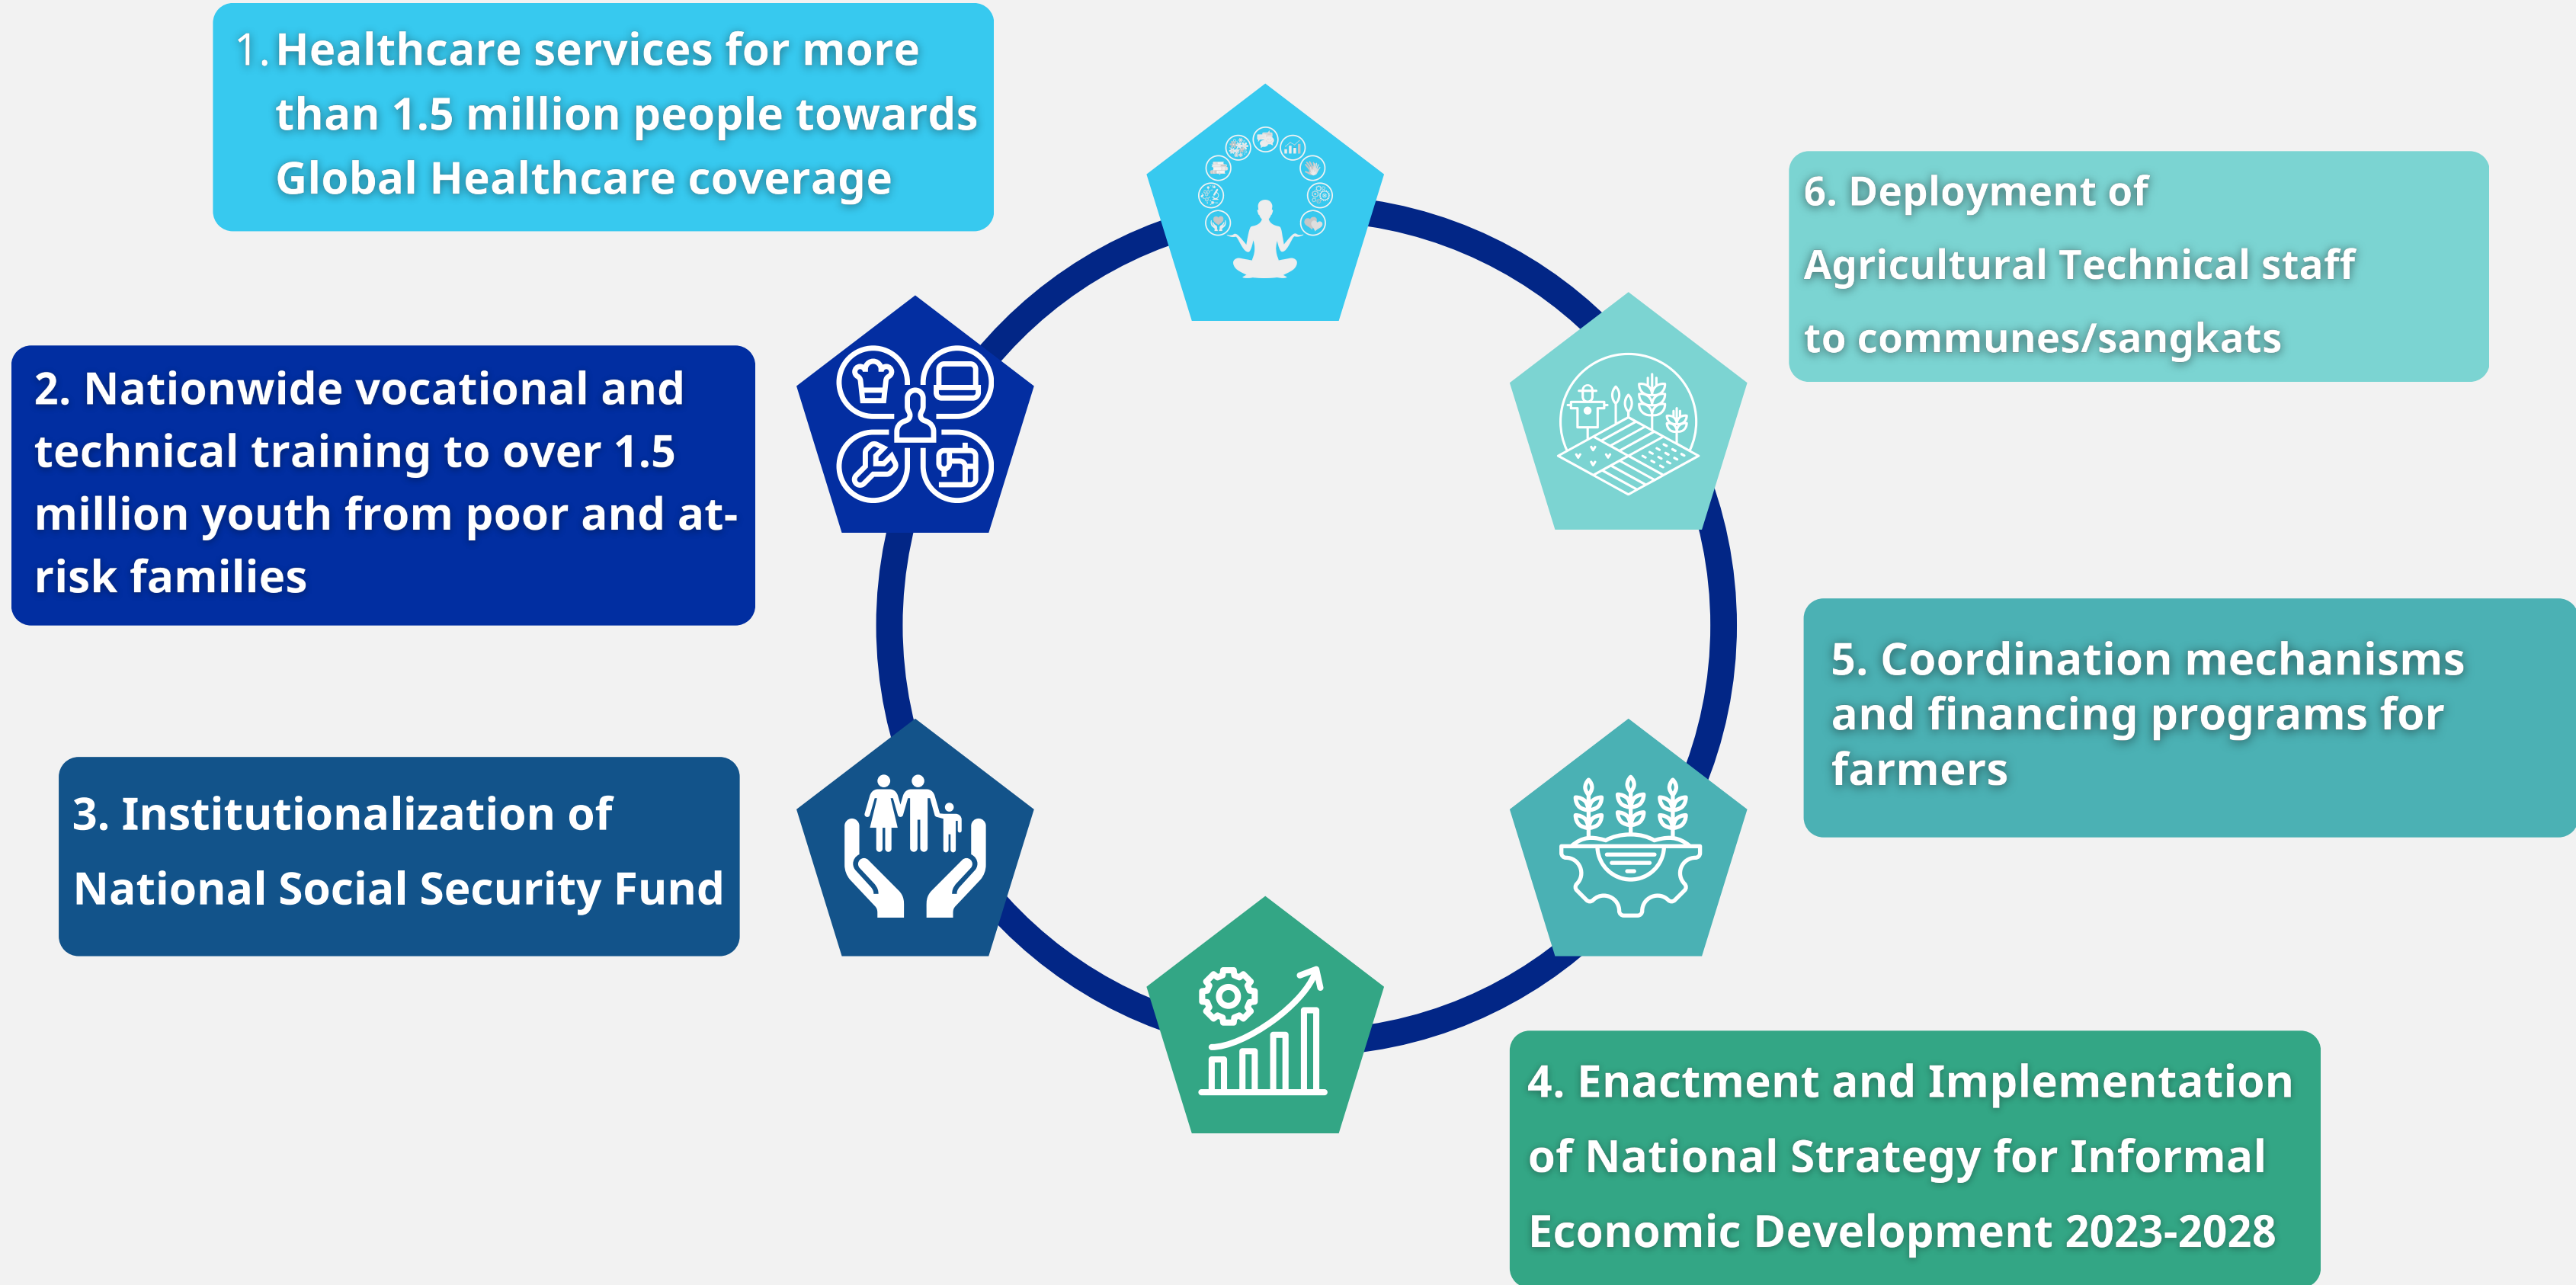 1. Healthcare services for more
than 1.5 million people towards
Global Healthcare coverage
2. Nationwide vocational and
technical training to over 1.5
million youth from poor and at-
risk families
3. Institutionalization of
National Social Security Fund
4. Enactment and Implementation
of National Strategy for Informal
Economic Development 2023-2028
5. Coordination mechanisms
and financing programs for
farmers
6. Deployment of
Agricultural Technical staff
to communes/sangkats